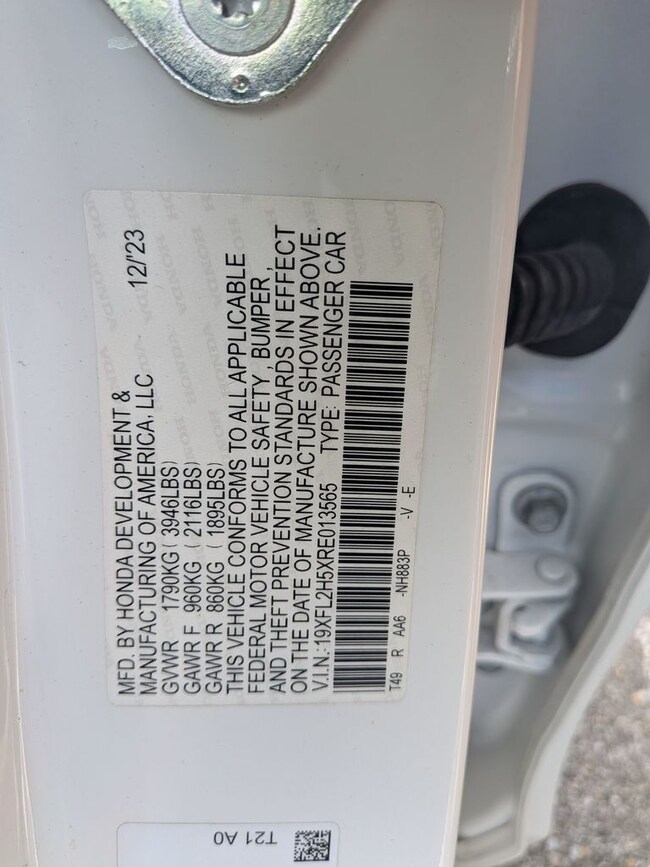 MFD. BY HONDA DEVELOPMENT & 12/'23
MANUFACTURING OF AMERICA, LLC
GVWR 1790KG ( 3946LBS)
GAWR F 960KG ( 2116LBS)
GAWR R 860KG ( 1895LBS)
THIS VEHICLE CONFORMS TO ALL APPLICABLE
FEDERAL MOTOR VEHICLE SAFETY, BUMPER,
AND THEFT PREVENTION STANDARDS IN EFFECT
ON THE DATE OF MANUFACTURE SHOWN ABOVE.
V.I.N.:19XFL2H5XRE013565 TYPE: PASSENGER CAR
T49 R AA6 -NH883P -V -E
T21 A0